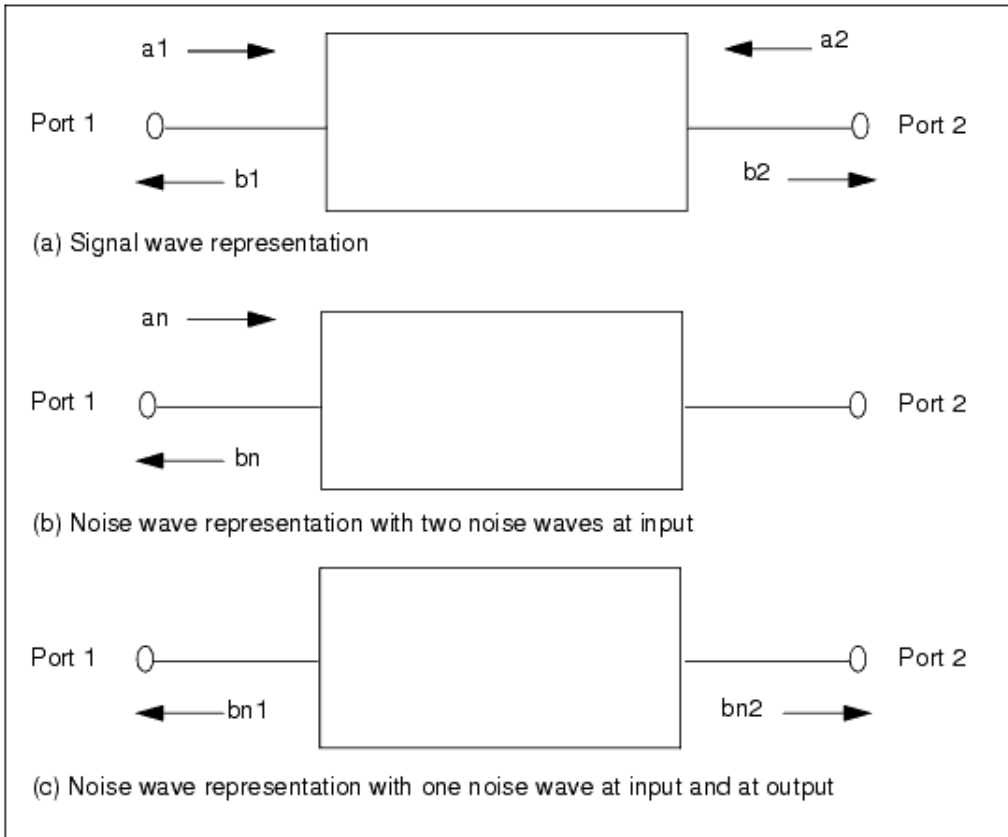 a1
a2
Port 1
Port 2
b1
b2
(a) Signal wave representation
an
Port 1
Port 2
bn
(b) Noise wave representation with two noise waves at input
Port 1
Port 2
bn1
bn2
(c) Noise wave representation with one noise wave at input and at output